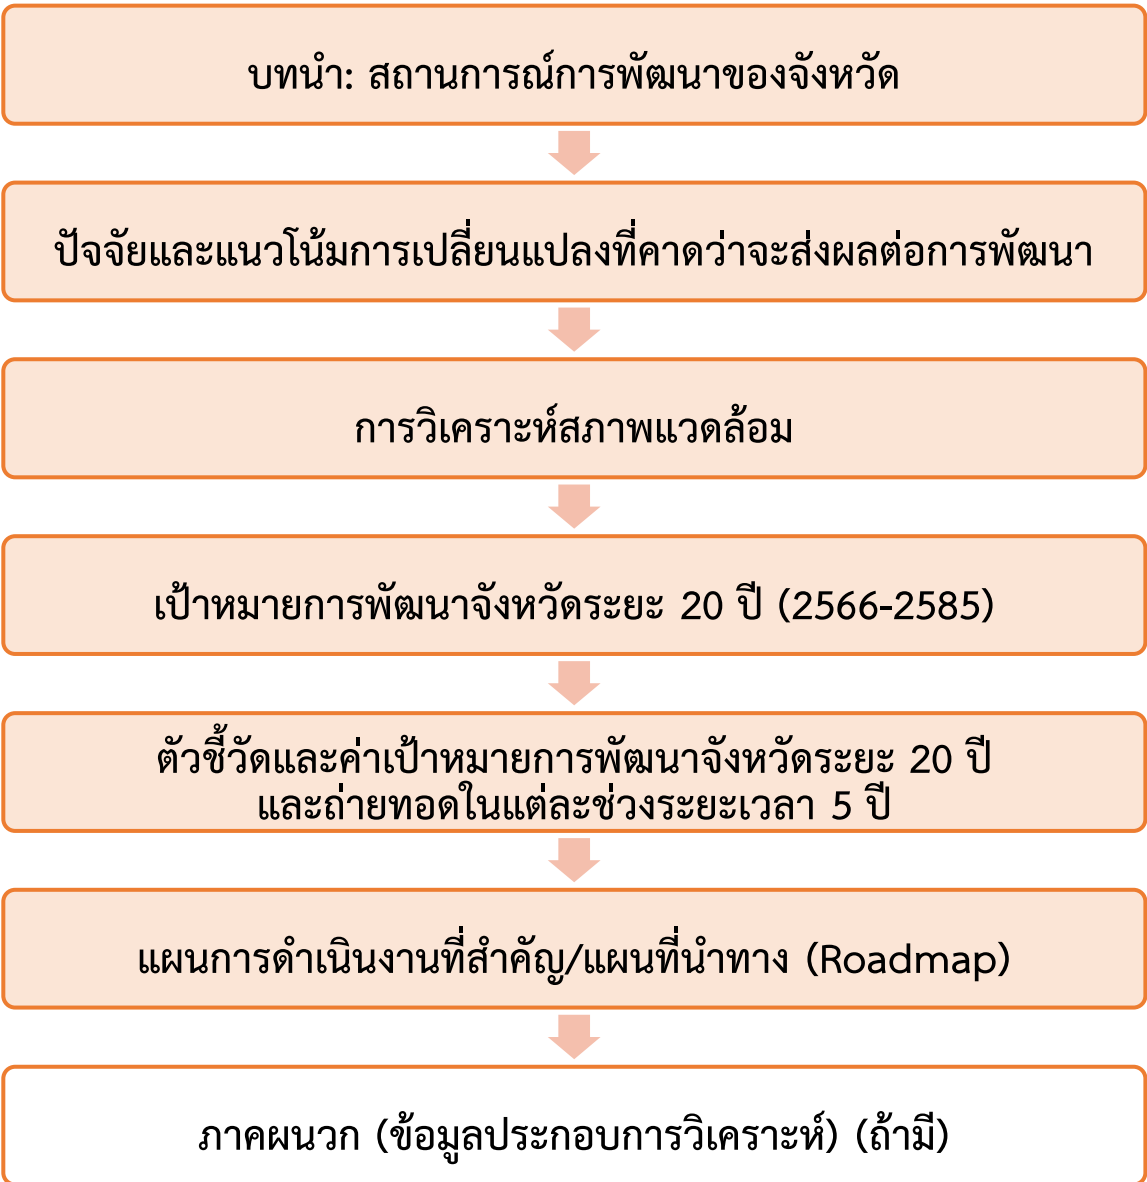 บทนำ: สถานการณ์การพัฒนาของจังหวัด
ปัจจัยและแนวโน้มการเปลี่ยนแปลงที่คาดว่าจะส่งผลต่อการพัฒนา
การวิเคราะห์สภาพแวดล้อม
เป้าหมายการพัฒนาจังหวัดระยะ 20 ปี (2566-2585)
ตัวชี้วัดและค่าเป้าหมายการพัฒนาจังหวัดระยะ 20 ปี
และถ่ายทอดในแต่ละช่วงระยะเวลา 5 ปี
แผนการดำเนินงานที่สำคัญ/แผนที่นำทาง (Roadmap)
ภาคผนวก (ข้อมูลประกอบการวิเคราะห์) (ถ้ามี)